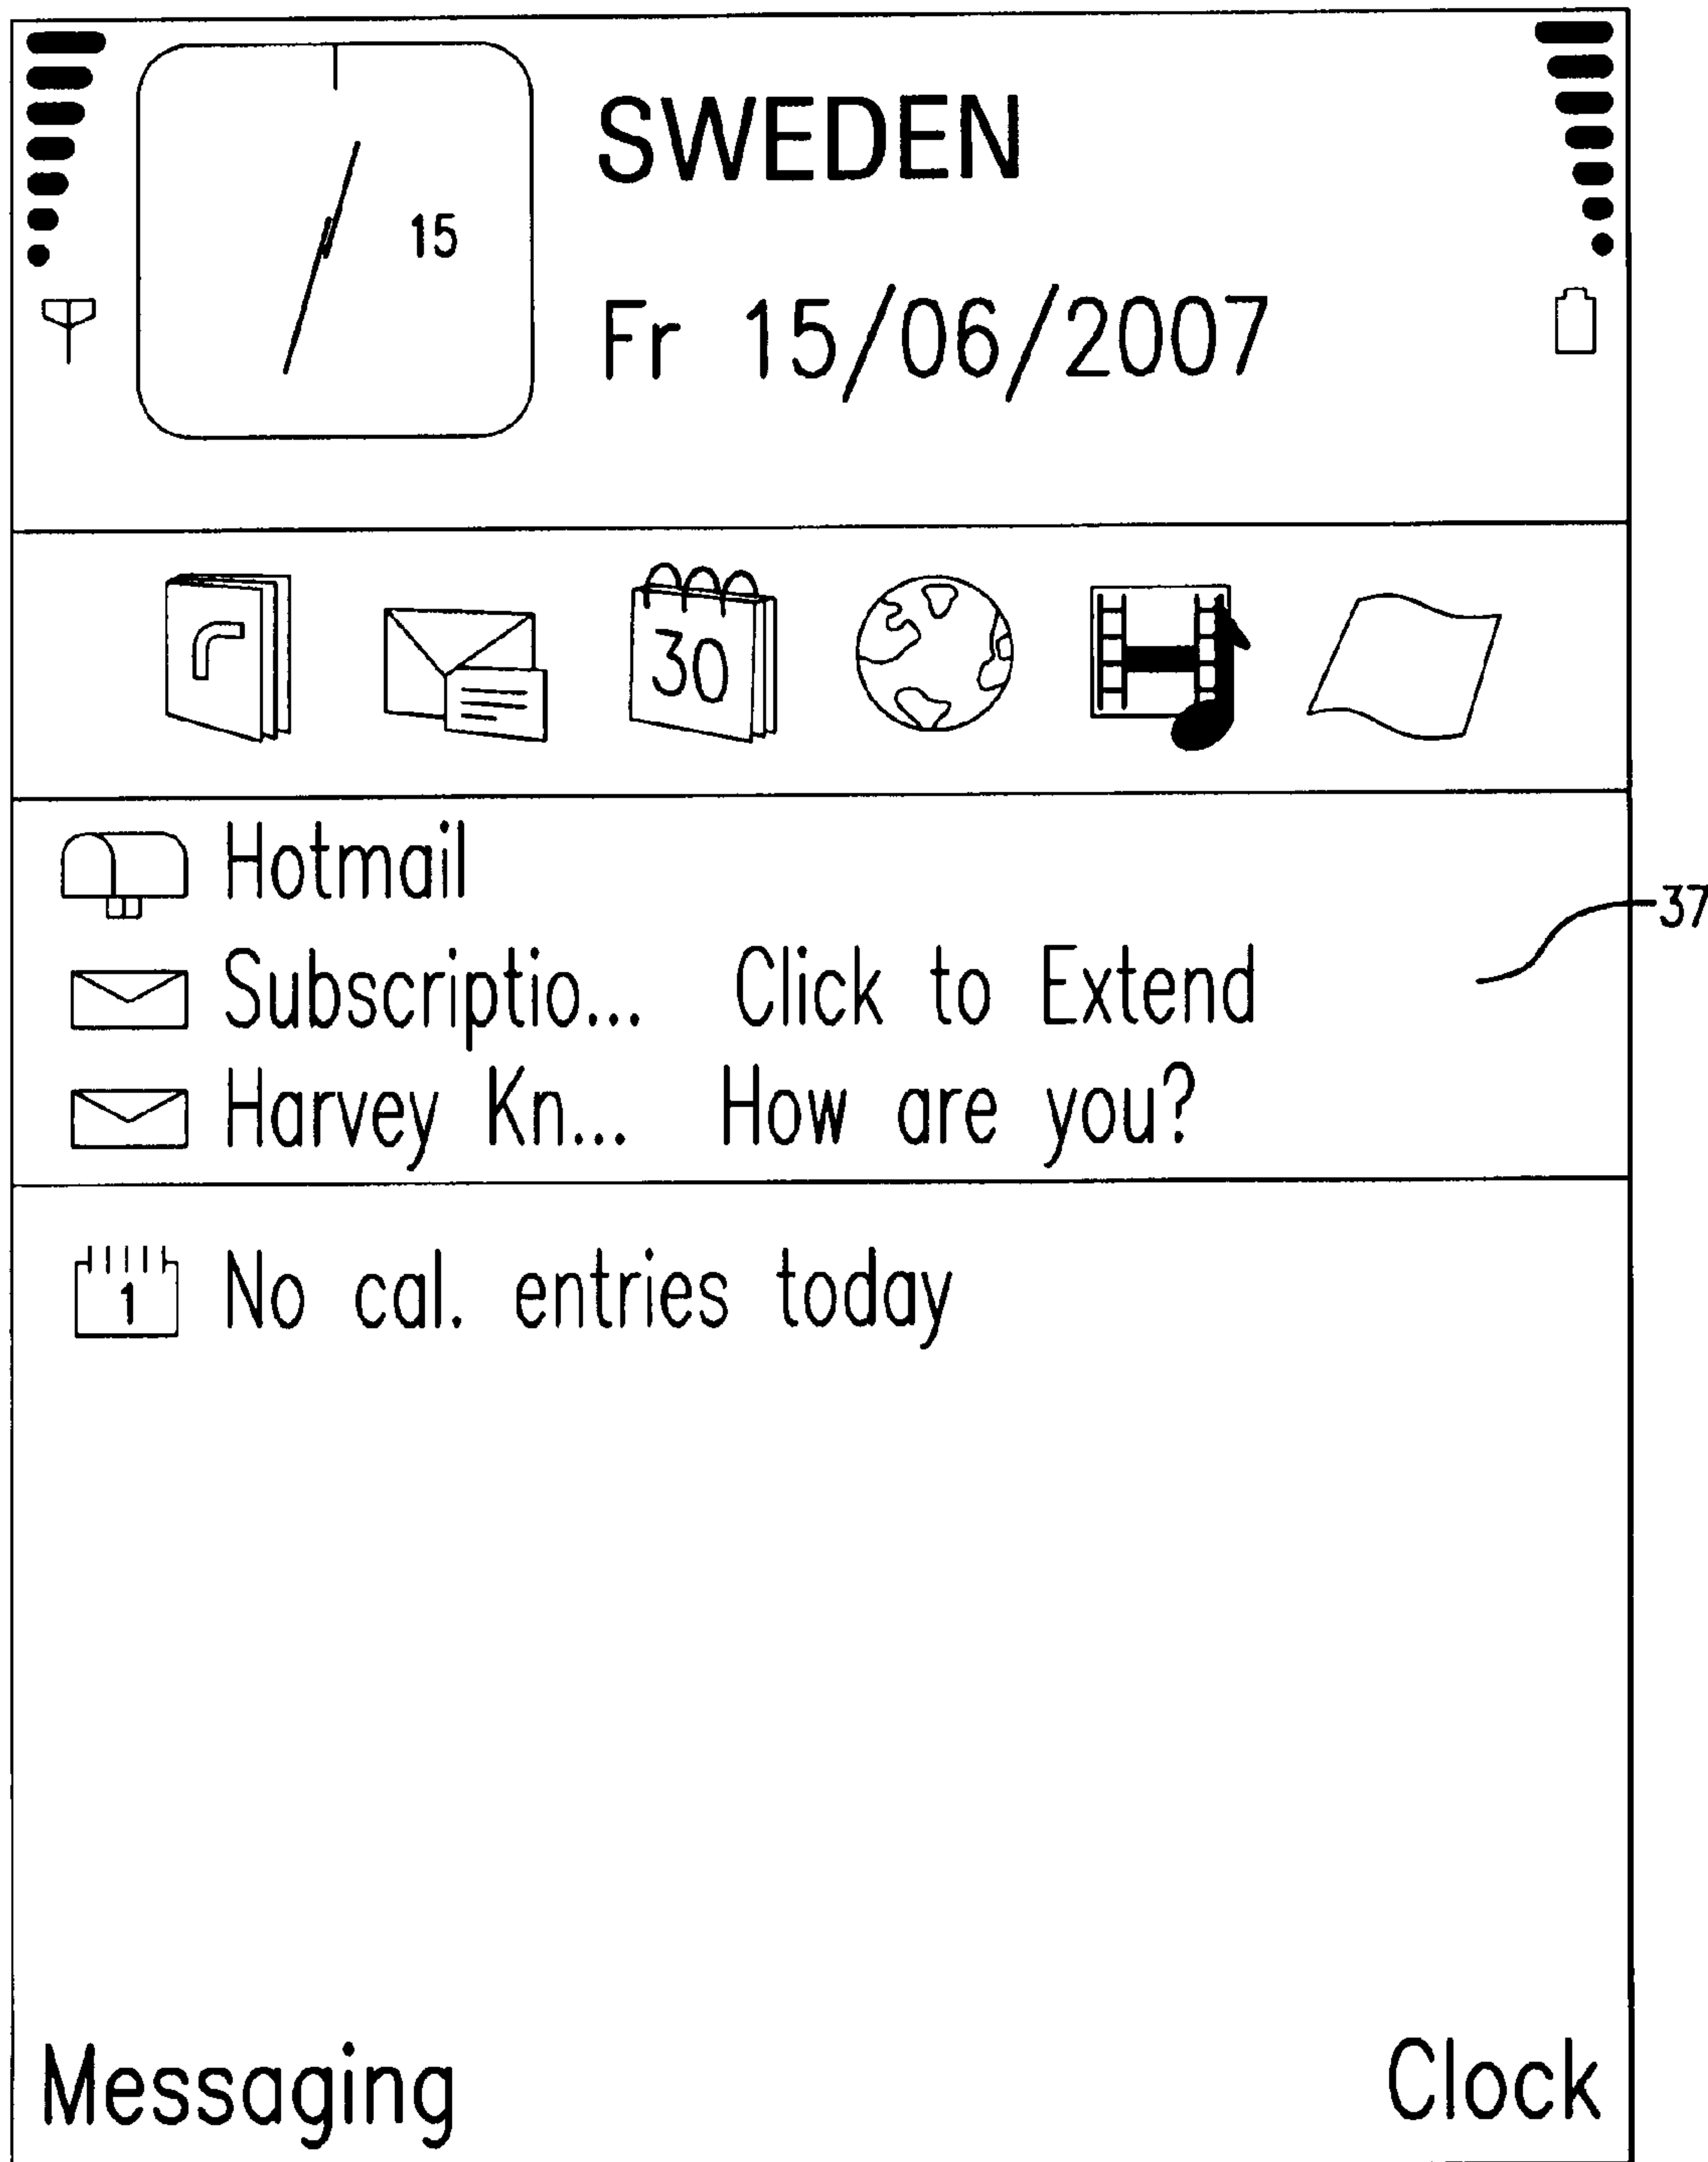 SWEDEN
15
Fr 15/06/2007
30
Hotmail
37
Subscriptio... Click to Extend
Harvey Kn... How are you?
1 No cal. entries today
Messaging Clock